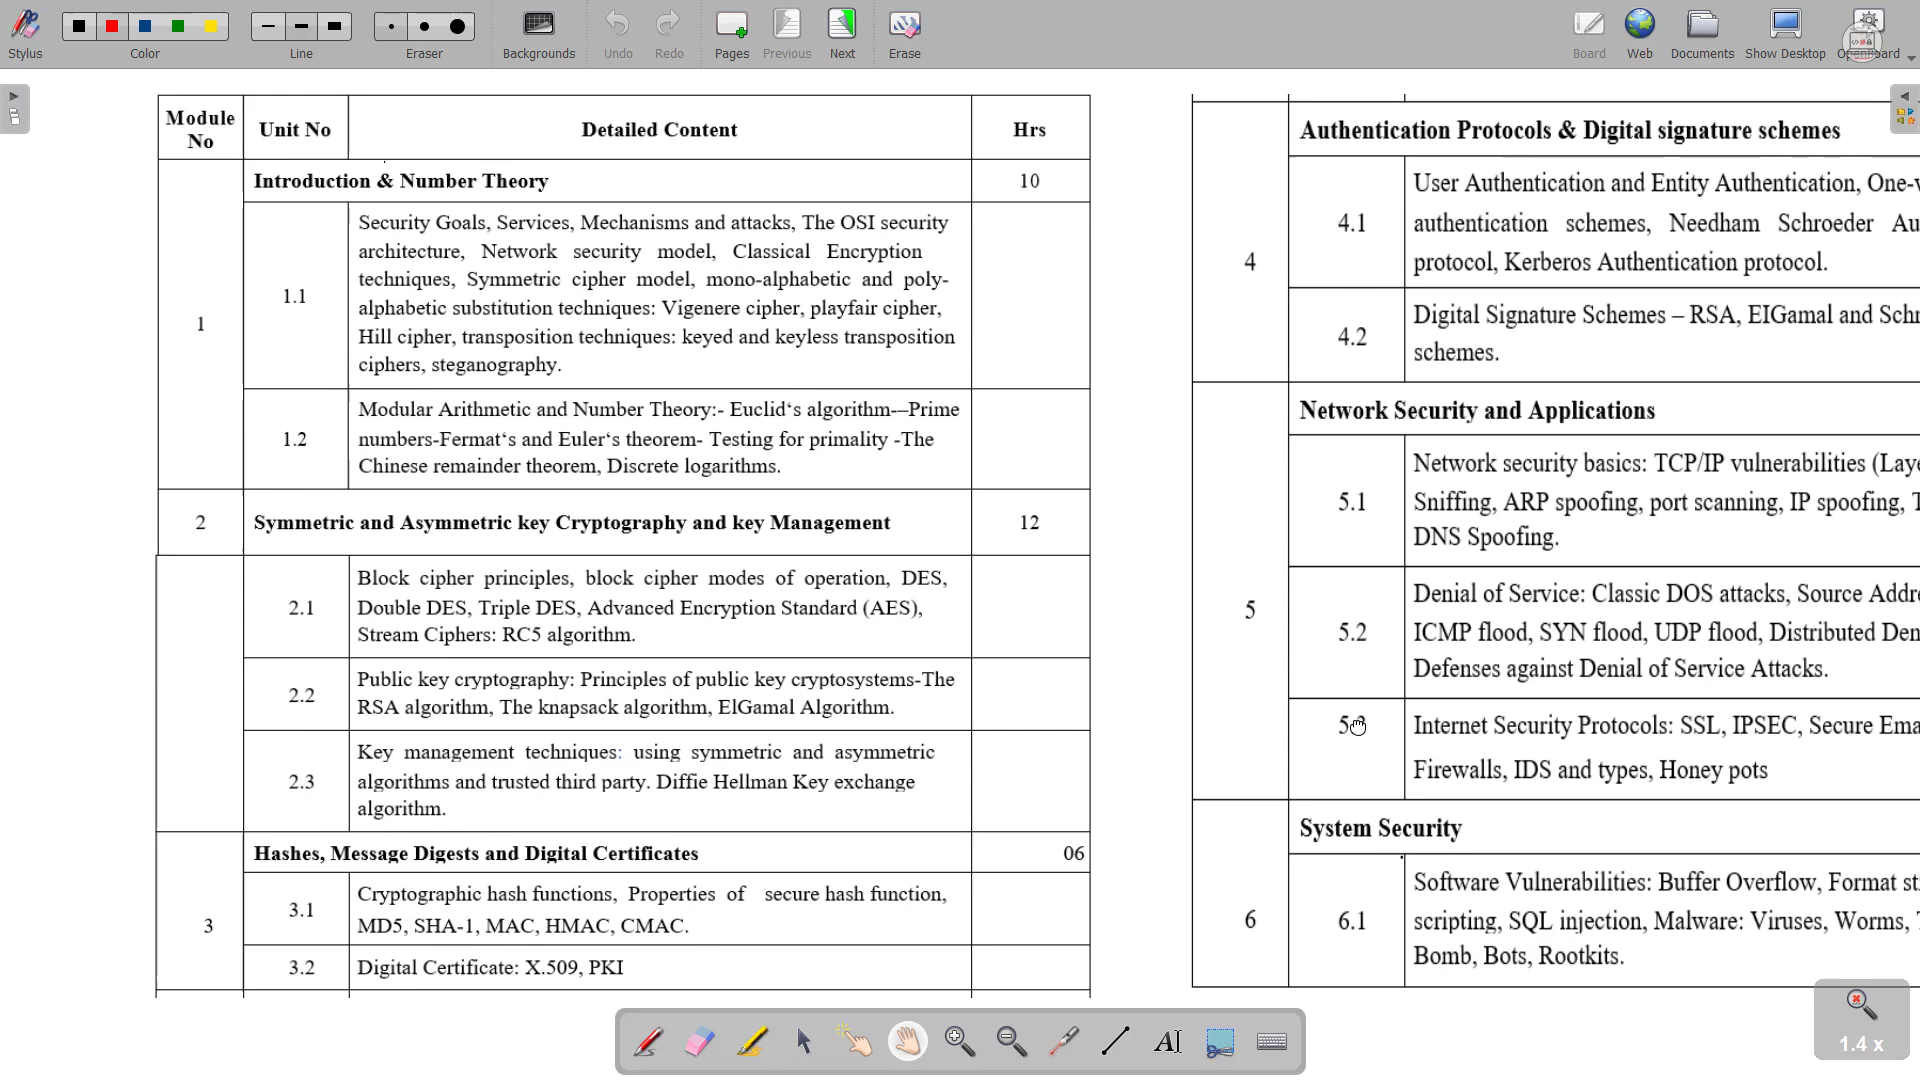 Stylus
Color
Line
Eraser
Backgrounds
Undo
Redo
Pages
Previous
Next
Erase
Board
Web
Documents
Show Desktop
OpenBoard
Module No
Unit No
Detailed Content
Hrs
1
Introduction & Number Theory
10
1.1
Security Goals, Services, Mechanisms and attacks, The OSI security
architecture, Network security model, Classical Encryption
techniques, Symmetric cipher model, mono-alphabetic and poly-
alphabetic substitution techniques: Vigenere cipher, playfair cipher,
Hill cipher, transposition techniques: keyed and keyless transposition
ciphers, steganography.
1.2
Modular Arithmetic and Number Theory:- Euclid‘s algorithm-–Prime
numbers-Fermat‘s and Euler‘s theorem- Testing for primality -The
Chinese remainder theorem, Discrete logarithms.
2
Symmetric and Asymmetric key Cryptography and key Management
12
2.1
Block cipher principles, block cipher modes of operation, DES,
Double DES, Triple DES, Advanced Encryption Standard (AES),
Stream Ciphers: RC5 algorithm.
2.2
Public key cryptography: Principles of public key cryptosystems-The
RSA algorithm, The knapsack algorithm, ElGamal Algorithm.
2.3
Key management techniques: using symmetric and asymmetric
algorithms and trusted third party. Diffie Hellman Key exchange
algorithm.
3
Hashes, Message Digests and Digital Certificates
06
3.1
Cryptographic hash functions, Properties of secure hash function,
MD5, SHA-1, MAC, HMAC, CMAC.
3.2
Digital Certificate: X.509, PKI
4
Authentication Protocols & Digital signature schemes
4.1
User Authentication and Entity Authentication,
authentication schemes, Needham Schroeder
protocol, Kerberos Authentication protocol.
4.2
Digital Signature Schemes – RSA, EIGamal and
schemes.
5
Network Security and Applications
5.1
Network security basics: TCP/IP vulnerabilities
Sniffing, ARP spoofing, port scanning, IP spoofing,
DNS Spoofing.
5.2
Denial of Service: Classic DOS attacks, Source
ICMP flood, SYN flood, UDP flood, Distributed
Defenses against Denial of Service Attacks.
Internet Security Protocols: SSL, IPSEC, Secure
Firewalls, IDS and types, Honey pots
6
System Security
6.1
Software Vulnerabilities: Buffer Overflow, Format
scripting, SQL injection, Malware: Viruses, Worms,
Bomb, Bots, Rootkits.
1.4 x